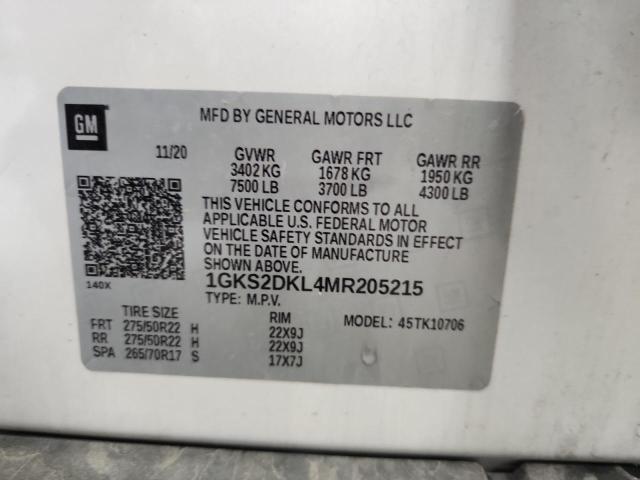 GM
MFD BY GENERAL MOTORS LLC
11/20 GVWR GAWR FRT GAWR RR
3402 KG 1678 KG 1950 KG
7500 LB 3700 LB 4300 LB
THIS VEHICLE CONFORMS TO ALL
APPLICABLE U.S. FEDERAL MOTOR
VEHICLE SAFETY STANDARDS IN EFFECT
ON THE DATE OF MANUFACTURE
SHOWN ABOVE.
140X
1GKS2DKL4MR205215
TYPE: M.P.V.
TIRE SIZE RIM MODEL: 45TK10706
FRT 275/50R22 H 22X9J
RR 275/50R22 H 22X9J
SPA 265/70R17 S 17X7J